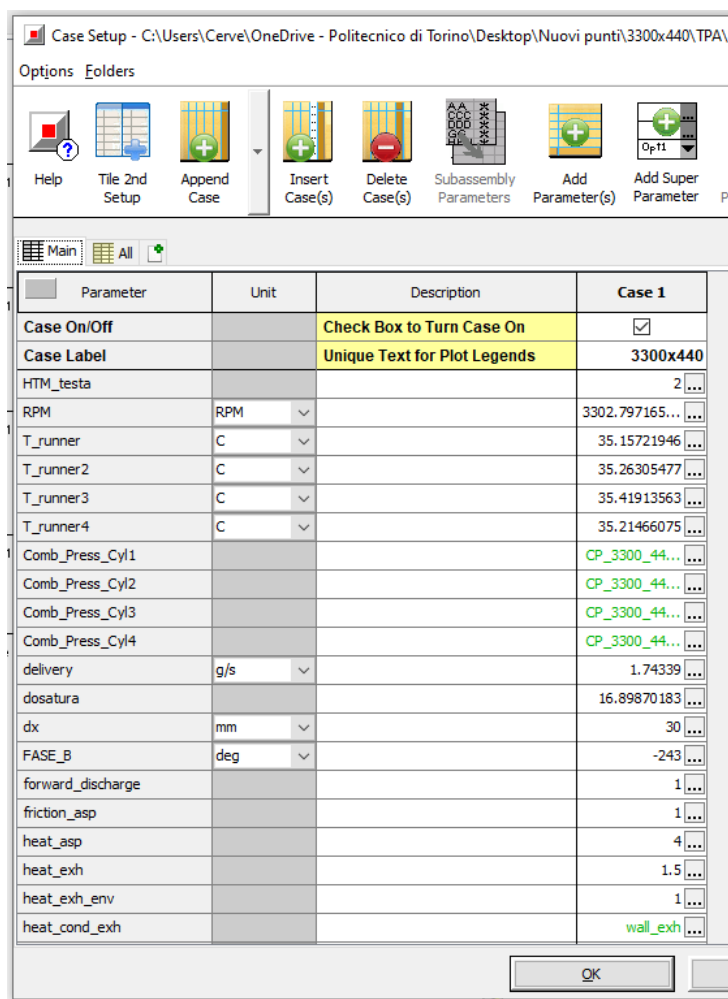 Case Setup - C:\Users\Cerve\OneDrive - Politecnico di Torino\Desktop\Nuovi punti\3300x440\TPA\
Options Folders
Help Tile 2nd Setup Append Case Insert Case(s) Delete Case(s) Subassembly Parameters Add Parameter(s) Add Super Parameter
Main All
Parameter Unit Description Case 1
Case On/Off Check Box to Turn Case On
Case Label Unique Text for Plot Legends 3300x440
HTM_testa 2 ...
RPM RPM 3302.797165... ...
T_runner C 35.15721946 ...
T_runner2 C 35.26305477 ...
T_runner3 C 35.41913563 ...
T_runner4 C 35.21466075 ...
Comb_Press_Cyl1 CP_3300_44... ...
Comb_Press_Cyl2 CP_3300_44... ...
Comb_Press_Cyl3 CP_3300_44... ...
Comb_Press_Cyl4 CP_3300_44... ...
delivery g/s 1.74339 ...
dosatura 16.89870183 ...
dx mm 30 ...
FASE_B deg -243 ...
forward_discharge 1 ...
friction_asp 1 ...
heat_asp 4 ...
heat_exh 1.5 ...
heat_exh_env 1 ...
heat_cond_exh wall_exh ...
OK